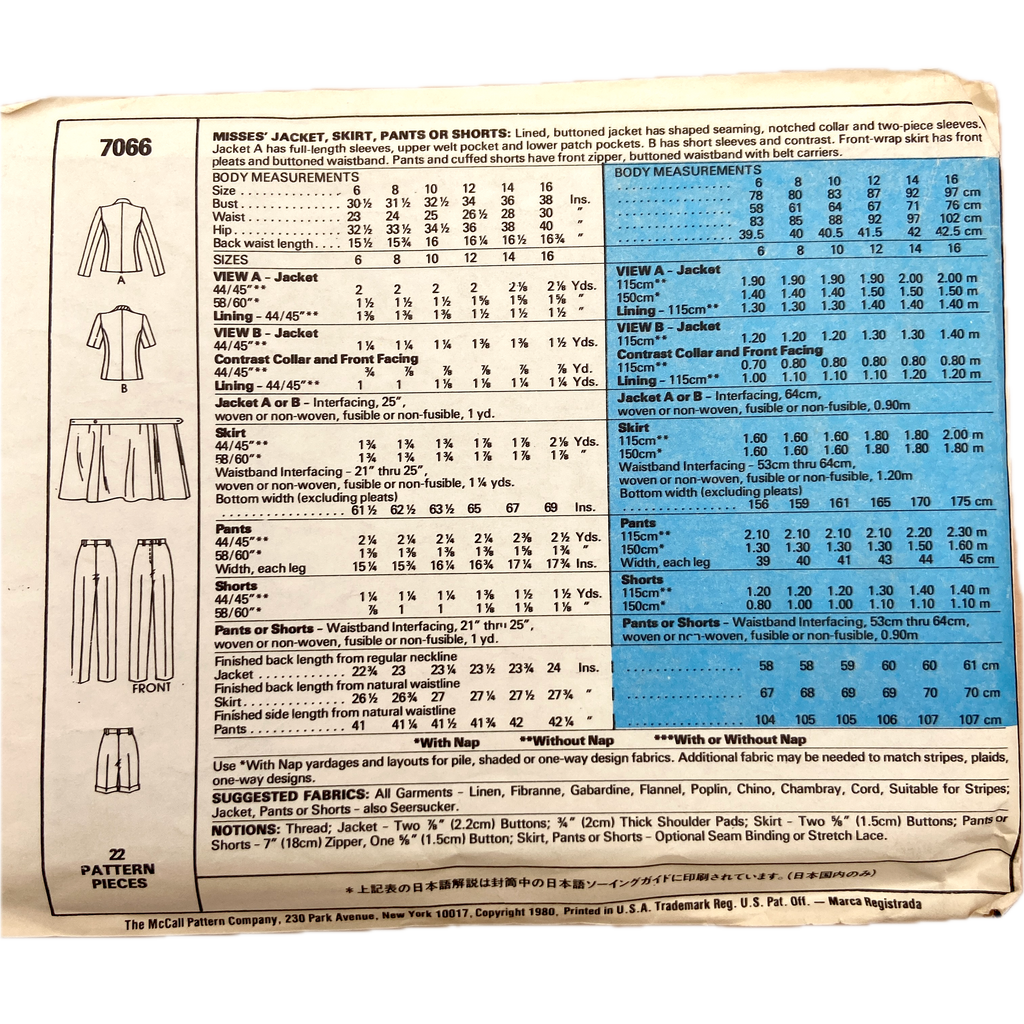 7066
MISSES' JACKET, SKIRT, PANTS OR SHORTS: Lined, buttoned jacket has shaped seaming, notched collar and two-piece sleeves.
Jacket A has full-length sleeves, upper welt pocket and lower patch pockets. B has short sleeves and contrast. Front-wrap skirt has front
pleats and buttoned waistband. Pants and cuffed shorts have front zipper, buttoned waistband with belt carriers.
BODY MEASUREMENTS
Size . . . . . . . . . . . . . . 6 8 10 12 14 16
Bust . . . . . . . . . . . . . . 30½ 31½ 32½ 34 36 38 Ins.
Waist . . . . . . . . . . . . . 23 24 25 26½ 28 30 "
Hip . . . . . . . . . . . . . . . 32½ 33½ 34½ 36 38 40 "
Back waist length . . . . 15½ 15¾ 16 16¼ 16½ 16¾ "
SIZES 6 8 10 12 14 16
VIEW A – Jacket
44/45"** 2 2 2 2 2⅛ 2⅛ Yds.
58/60"* 1½ 1½ 1½ 1⅝ 1⅝ 1⅝ "
Lining – 44/45"** 1⅜ 1⅜ 1⅜ 1½ 1½ 1½ "
VIEW B – Jacket
44/45"** 1¼ 1¼ 1¼ 1⅜ 1⅜ 1½ Yds.
Contrast Collar and Front Facing
44/45"** ¾ ⅞ ⅞ ⅞ ⅞ ⅞ Yd.
Lining – 44/45"** 1 1 1⅛ 1⅛ 1¼ 1¼ Yds.
Jacket A or B – Interfacing, 25",
woven or non-woven, fusible or non-fusible, 1 yd.
Skirt
44/45"** 1¾ 1¾ 1¾ 1⅞ 1⅞ 2⅛ Yds.
58/60"* 1¾ 1¾ 1¾ 1⅞ 1⅞ 1⅞ "
Waistband Interfacing – 21" thru 25",
woven or non-woven, fusible or non-fusible, 1¼ yds.
Bottom width (excluding pleats)
. . . . . . . . . . . . . . . . . . 61½ 62½ 63½ 65 67 69 Ins.
Pants
44/45"** 2¼ 2¼ 2¼ 2¼ 2⅜ 2½ Yds.
58/60"* 1⅜ 1⅜ 1⅜ 1⅜ 1⅝ 1¾ "
Width, each leg 15¼ 15¾ 16¼ 16¾ 17¼ 17¾ Ins.
Shorts
44/45"** 1¼ 1¼ 1¼ 1⅜ 1½ 1½ Yds.
58/60"* ⅞ 1 1 1⅛ 1⅛ 1⅛ "
Pants or Shorts – Waistband Interfacing, 21" thru 25",
woven or non-woven, fusible or non-fusible, 1 yd.
Finished back length from regular neckline
Jacket . . . . . . . . . . . . 22¾ 23 23¼ 23½ 23¾ 24 Ins.
Finished back length from natural waistline
Skirt . . . . . . . . . . . . . . 26½ 26¾ 27 27¼ 27½ 27¾ "
Finished side length from natural waistline
Pants . . . . . . . . . . . . . 41 41¼ 41½ 41¾ 42 42¼ "
BODY MEASUREMENTS
. . . . . . . . . . . . . . . . . 6 8 10 12 14 16
. . . . . . . . . . . . . . . . . 78 80 83 87 92 97 cm
. . . . . . . . . . . . . . . . . 58 61 64 67 71 76 cm
. . . . . . . . . . . . . . . . . 83 85 88 92 97 102 cm
. . . . . . . . . . . . . . . . . 39.5 40 40.5 41.5 42 42.5 cm
6 8 10 12 14 16
VIEW A – Jacket
115cm** 1.90 1.90 1.90 1.90 2.00 2.00 m
150cm* 1.40 1.40 1.40 1.50 1.50 1.50 m
Lining – 115cm** 1.30 1.30 1.30 1.40 1.40 1.40 m
VIEW B – Jacket
115cm** 1.20 1.20 1.20 1.30 1.30 1.40 m
Contrast Collar and Front Facing
115cm** 0.70 0.80 0.80 0.80 0.80 0.80 m
Lining – 115cm** 1.00 1.10 1.10 1.10 1.20 1.20 m
Jacket A or B – Interfacing, 64cm,
woven or non-woven, fusible or non-fusible, 0.90m
Skirt
115cm** 1.60 1.60 1.60 1.80 1.80 2.00 m
150cm* 1.60 1.60 1.60 1.80 1.80 1.80 m
Waistband Interfacing – 53cm thru 64cm,
woven or non-woven, fusible or non-fusible, 1.20m
Bottom width (excluding pleats)
. . . . . . . . . . . . . . . . . 156 159 161 165 170 175 cm
Pants
115cm** 2.10 2.10 2.10 2.10 2.20 2.30 m
150cm* 1.30 1.30 1.30 1.30 1.50 1.60 m
Width, each leg 39 40 41 43 44 45 cm
Shorts
115cm** 1.20 1.20 1.20 1.30 1.40 1.40 m
150cm* 0.80 1.00 1.00 1.10 1.10 1.10 m
Pants or Shorts – Waistband Interfacing, 53cm thru 64cm,
woven or non-woven, fusible or non-fusible, 0.90m
. . . . . . . . . . . . . . . . . 58 58 59 60 60 61 cm
. . . . . . . . . . . . . . . . . 67 68 69 69 70 70 cm
. . . . . . . . . . . . . . . . . 104 105 105 106 107 107 cm
*With Nap **Without Nap ***With or Without Nap
Use *With Nap yardages and layouts for pile, shaded or one-way design fabrics. Additional fabric may be needed to match stripes, plaids,
one-way designs.
SUGGESTED FABRICS: All Garments – Linen, Fibranne, Gabardine, Flannel, Poplin, Chino, Chambray, Cord, Suitable for Stripes;
Jacket, Pants or Shorts – also Seersucker.
NOTIONS: Thread; Jacket – Two ⅞" (2.2cm) Buttons; ¾" (2cm) Thick Shoulder Pads; Skirt – Two ⅝" (1.5cm) Buttons; Pants or
Shorts – 7" (18cm) Zipper, One ⅝" (1.5cm) Button; Skirt, Pants or Shorts – Optional Seam Binding or Stretch Lace.
A
B
FRONT
22
PATTERN
PIECES
*上記表の日本語解説は封筒中の日本語ソーイングガイドに印刷されています。(日本国内のみ)
The McCall Pattern Company, 230 Park Avenue, New York 10017, Copyright 1980, Printed in U.S.A. Trademark Reg. U.S. Pat. Off. — Marca Registrada